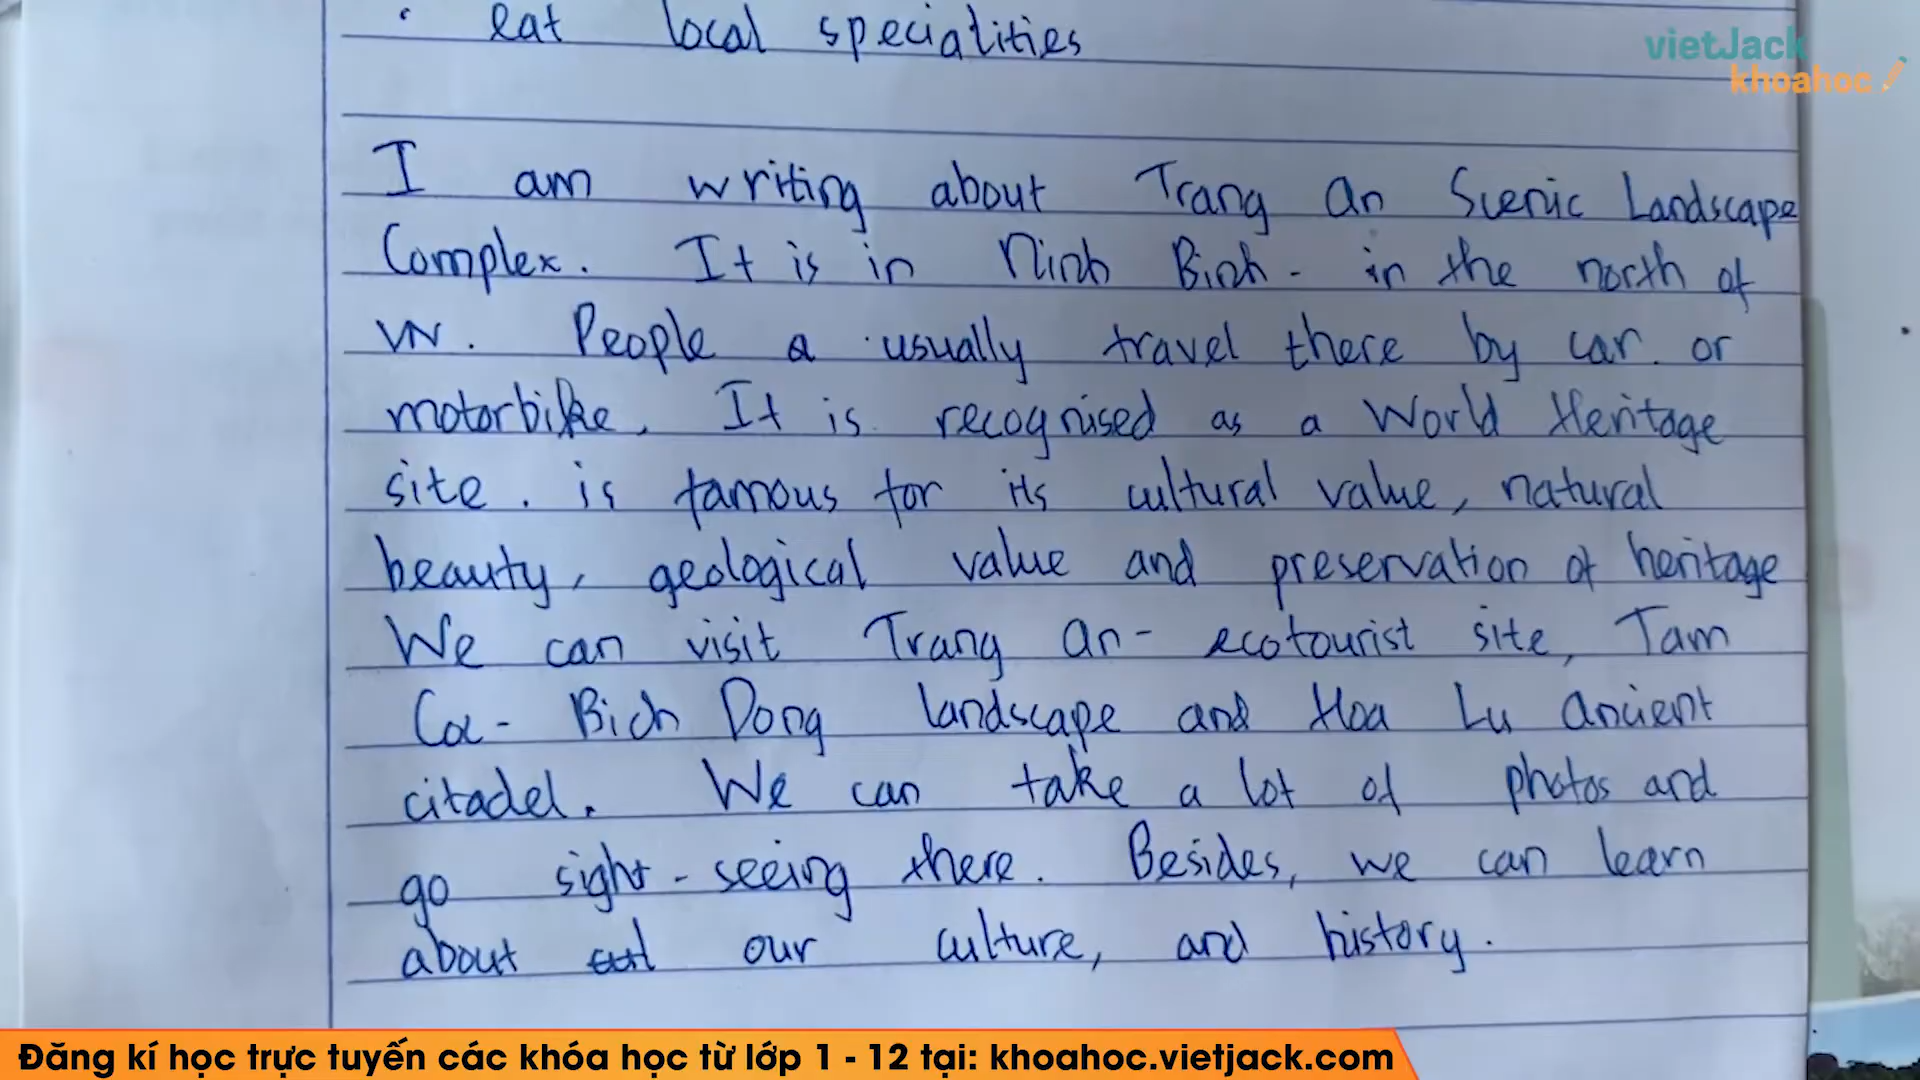 eat local specialities
vietJack
khoahoc
I am writing about Trang An Scenic Landscape
Complex. It is in Ninh Binh - in the north of
VN. People a usually travel there by car or
motorbike. It is recognised as a World Heritage
site. is famous for its cultural value, natural
beauty, geological value and preservation of heritage
We can visit Trang An - ecotourist site, Tam
Coc - Bich Dong landscape and Hoa Lu Ancient
citadel. We can take a lot of photos and
go sight-seeing there. Besides, we can learn
about our culture, and history.
Đăng kí học trực tuyến các khóa học từ lớp 1 - 12 tại: khoahoc.vietjack.com